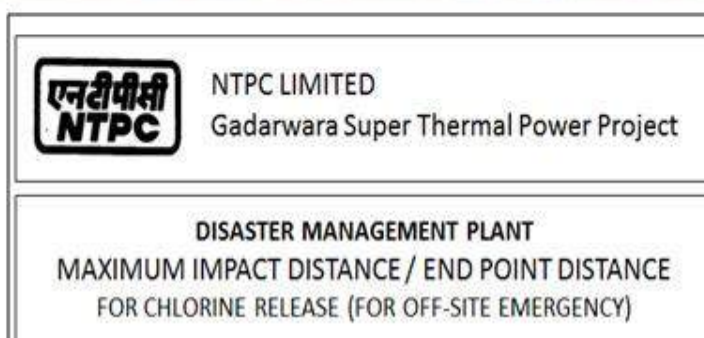 एनटीपीसी
NTPC
NTPC LIMITED
Gadarwara Super Thermal Power Project
DISASTER MANAGEMENT PLANT
MAXIMUM IMPACT DISTANCE / END POINT DISTANCE
FOR CHLORINE RELEASE (FOR OFF-SITE EMERGENCY)